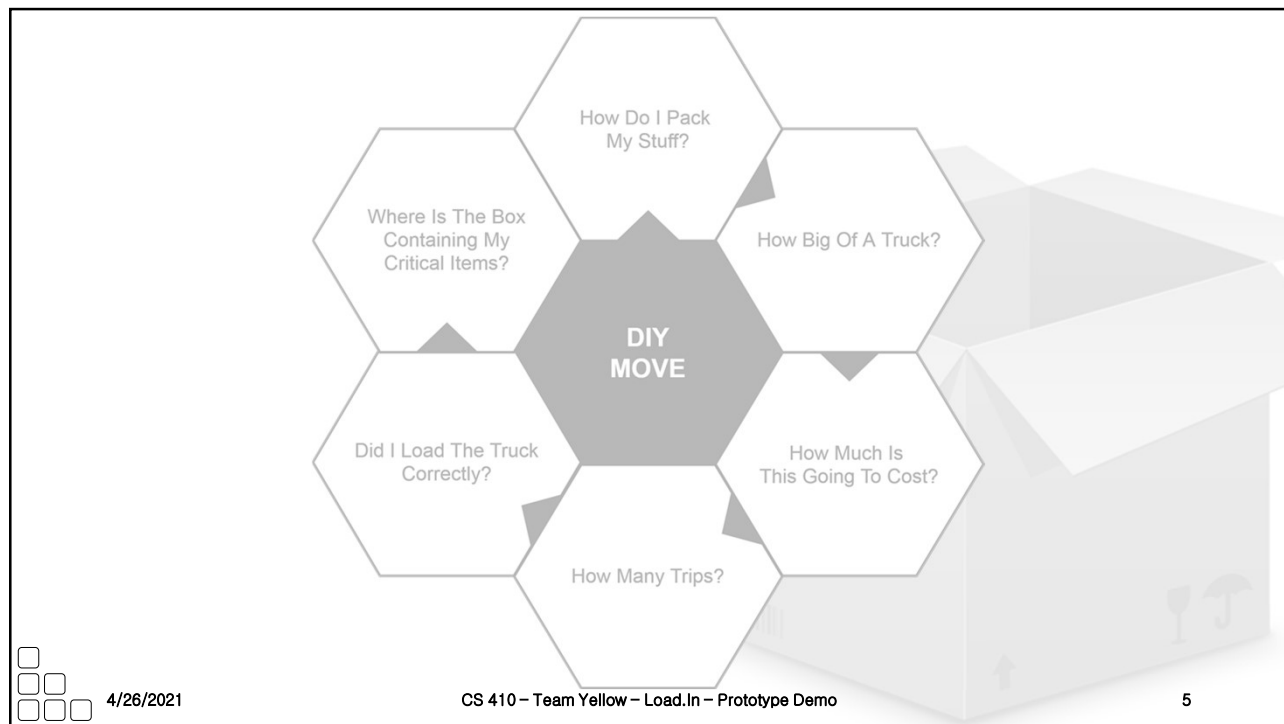 How Do I Pack
My Stuff?
Where Is The Box
Containing My
Critical Items?
How Big Of A Truck?
DIY
MOVE
Did I Load The Truck
Correctly?
How Much Is
This Going To Cost?
How Many Trips?
4/26/2021
CS 410 – Team Yellow – Load.In – Prototype Demo
5